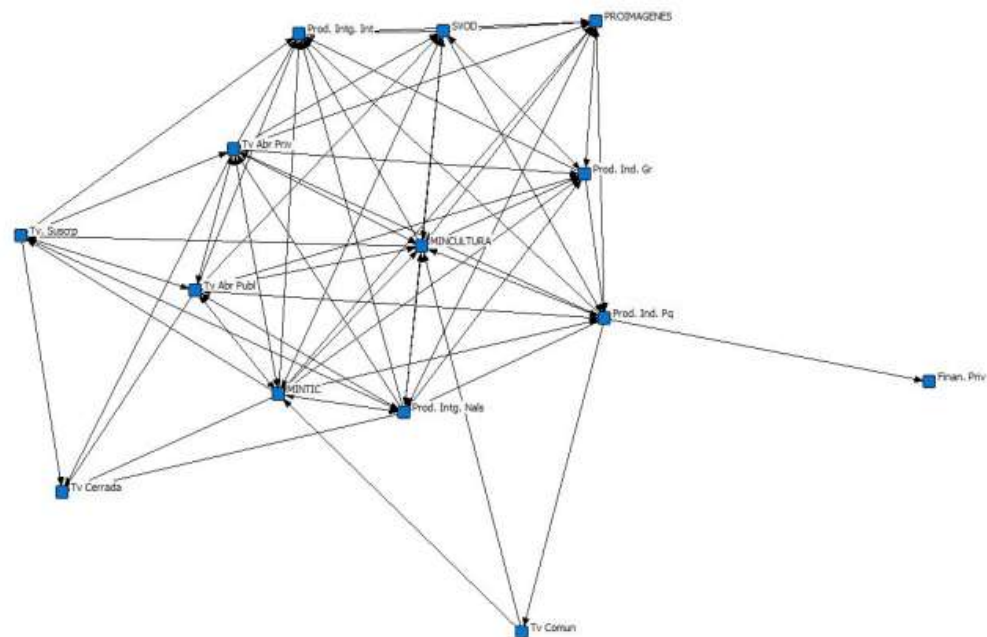 PROIMAGENES
SVOD
Prod. Intg. Int
Tv Abr Priv
Prod. Ind. Gr
Tv. Suscrp
MINCULTURA
Tv Abr Publ
Prod. Ind. Pq
Finan. Priv
MINTIC
Prod. Intg. Nals
Tv Cerrada
Tv Comun